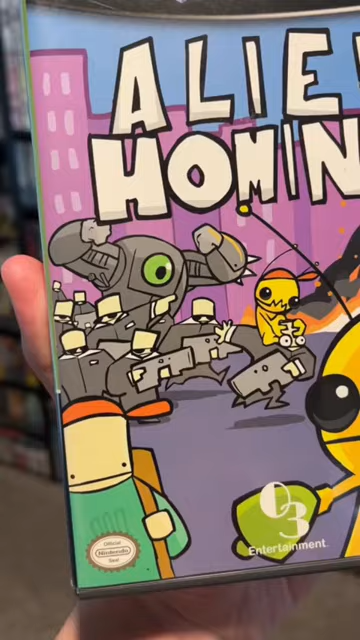 ALIE
HOMIN
O3
Entertainment
Official
Nintendo
Seal